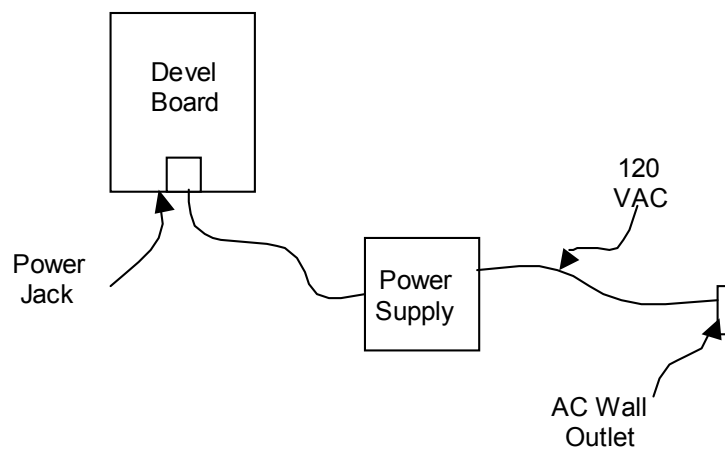 Devel
Board
120
VAC
Power
Jack
Power
Supply
AC Wall
Outlet